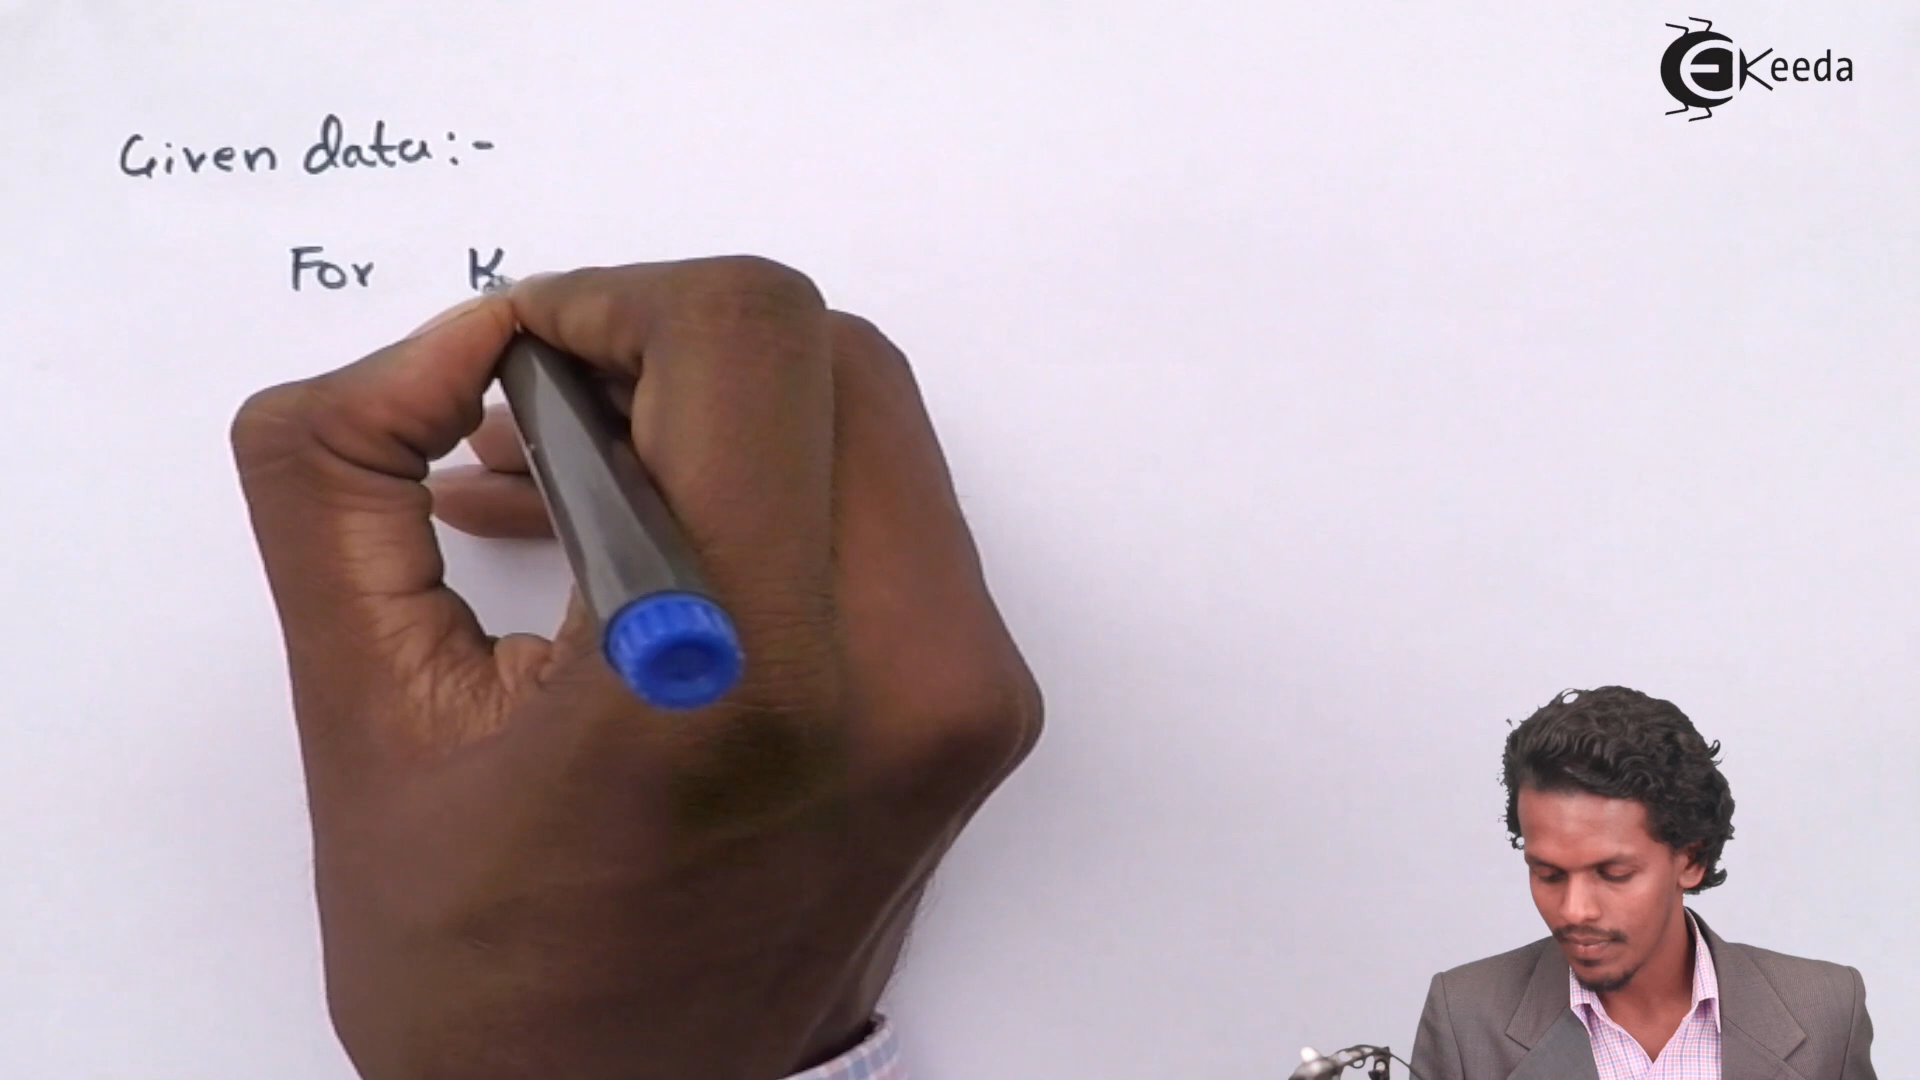 EKeeda
Given data:-
For K